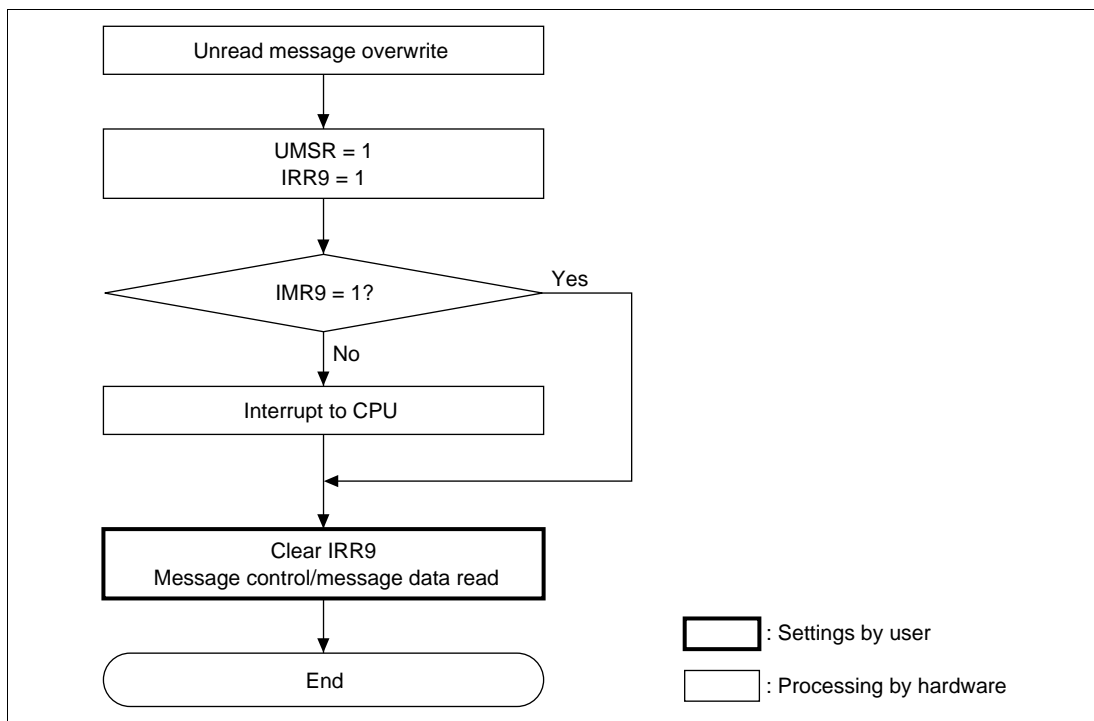 Unread message overwrite
UMSR = 1
IRR9 = 1
IMR9 = 1?
Yes
No
Interrupt to CPU
Clear IRR9
Message control/message data read
End
: Settings by user
: Processing by hardware